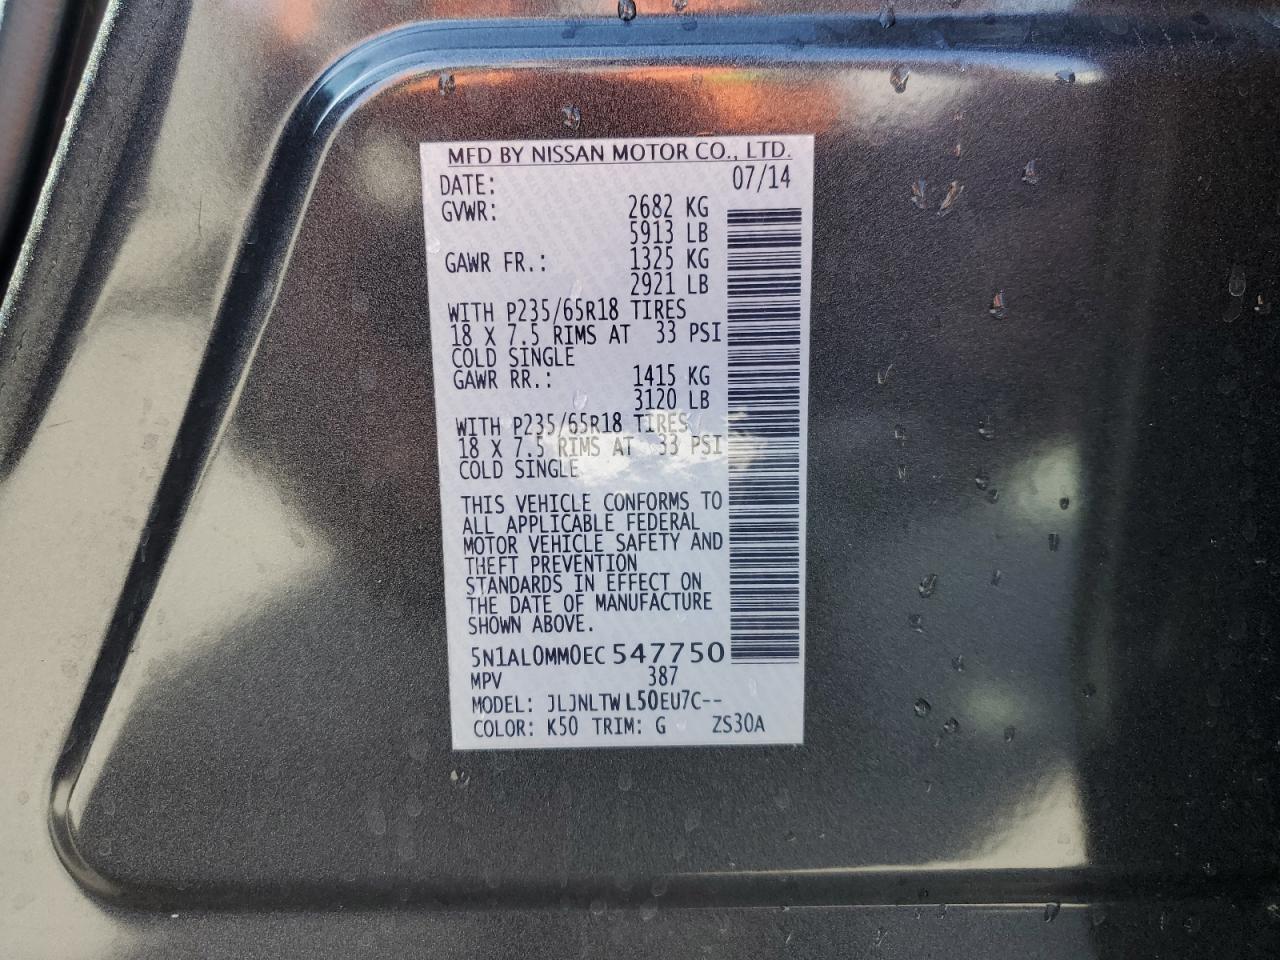 MFD BY NISSAN MOTOR CO., LTD.
DATE: 07/14
GVWR: 2682 KG
5913 LB
GAWR FR.: 1325 KG
2921 LB
WITH P235/65R18 TIRES
18 X 7.5 RIMS AT 33 PSI
COLD SINGLE
GAWR RR.: 1415 KG
3120 LB
WITH P235/65R18 TIRES
18 X 7.5 RIMS AT 33 PSI
COLD SINGLE
THIS VEHICLE CONFORMS TO
ALL APPLICABLE FEDERAL
MOTOR VEHICLE SAFETY AND
THEFT PREVENTION
STANDARDS IN EFFECT ON
THE DATE OF MANUFACTURE
SHOWN ABOVE.
5N1AL0MM0EC 547750
MPV 387
MODEL: JLJNLTW L50EU7C--
COLOR: K50 TRIM: G ZS30A